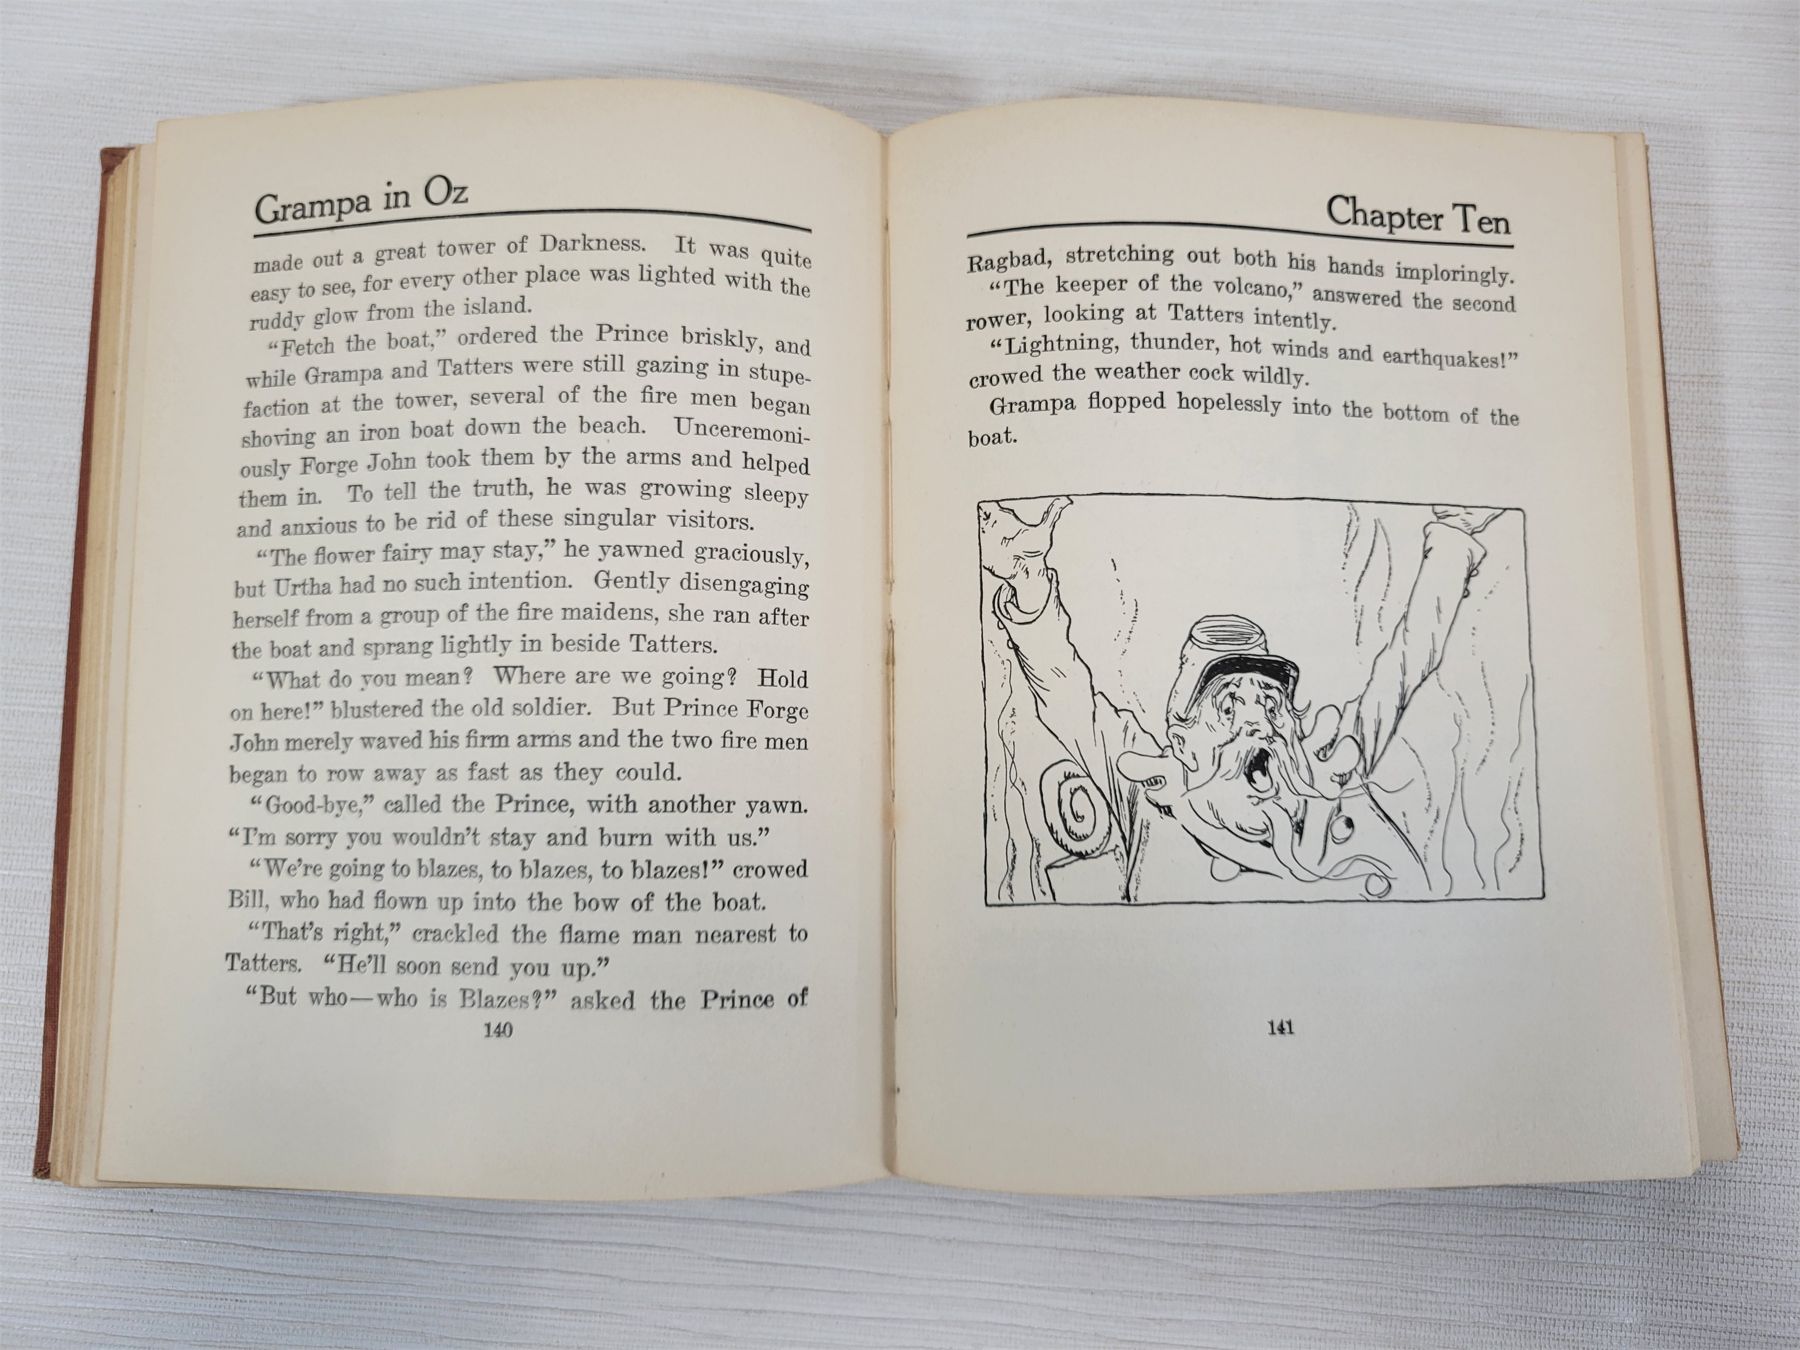 Grampa in Oz
made out a great tower of Darkness. It was quite
easy to see, for every other place was lighted with the
ruddy glow from the island.
“Fetch the boat,” ordered the Prince briskly, and
while Grampa and Tatters were still gazing in stupe-
faction at the tower, several of the fire men began
shoving an iron boat down the beach. Unceremoni-
ously Forge John took them by the arms and helped
them in. To tell the truth, he was growing sleepy
and anxious to be rid of these singular visitors.
“The flower fairy may stay,” he yawned graciously,
but Urtha had no such intention. Gently disengaging
herself from a group of the fire maidens, she ran after
the boat and sprang lightly in beside Tatters.
“What do you mean? Where are we going? Hold
on here!” blustered the old soldier. But Prince Forge
John merely waved his firm arms and the two fire men
began to row away as fast as they could.
“Good-bye,” called the Prince, with another yawn.
“I’m sorry you wouldn’t stay and burn with us.”
“We’re going to blazes, to blazes, to blazes!” crowed
Bill, who had flown up into the bow of the boat.
“That’s right,” crackled the flame man nearest to
Tatters. “He’ll soon send you up.”
“But who—who is Blazes?” asked the Prince of
140
Chapter Ten
Ragbad, stretching out both his hands imploringly.
“The keeper of the volcano,” answered the second
rower, looking at Tatters intently.
“Lightning, thunder, hot winds and earthquakes!”
crowed the weather cock wildly.
Grampa flopped hopelessly into the bottom of the
boat.
141